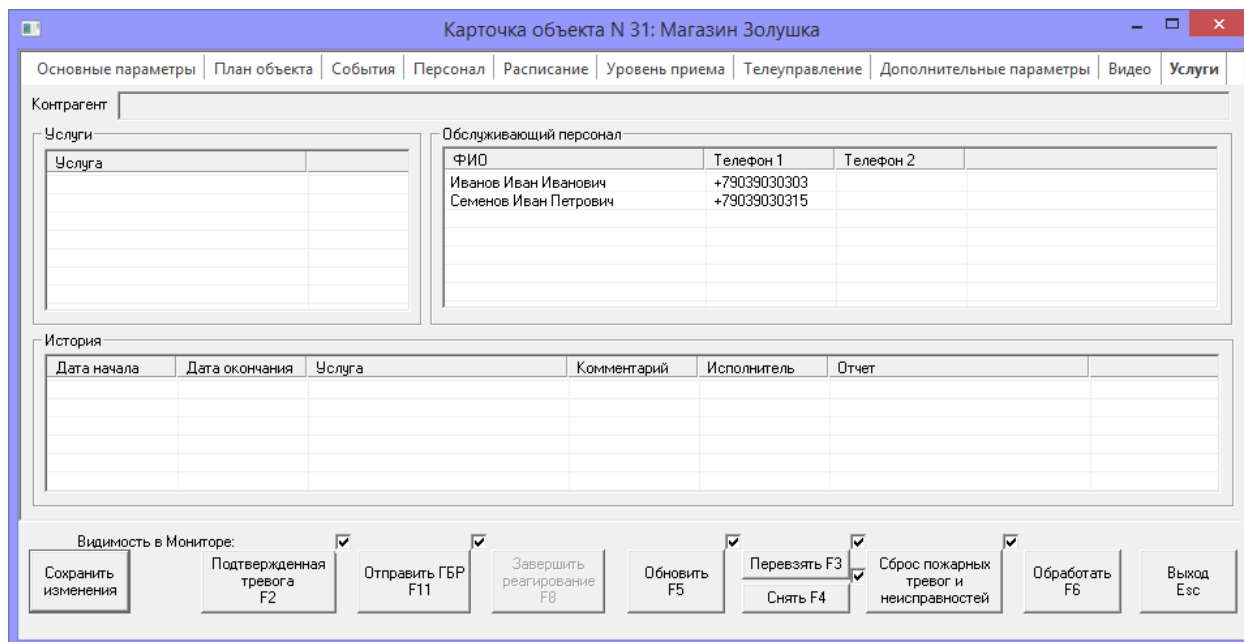 Карточка объекта N 31: Магазин Золушка
Основные параметры План объекта События Персонал Расписание Уровень приема Телеуправление Дополнительные параметры Видео Услуги
Контрагент
Услуги
Услуга
Обслуживающий персонал
ФИО Телефон 1 Телефон 2
Иванов Иван Иванович +79039030303
Семенов Иван Петрович +79039030315
История
Дата начала Дата окончания Услуга Комментарий Исполнитель Отчет
Видимость в Мониторе:
Сохранить
изменения
Подтвержденная
тревога
F2
Отправить ГБР
F11
Завершить
реагирование
F8
Обновить
F5
Перевзять F3
Снять F4
Сброс пожарных
тревог и
неисправностей
Обработать
F6
Выход
Esc